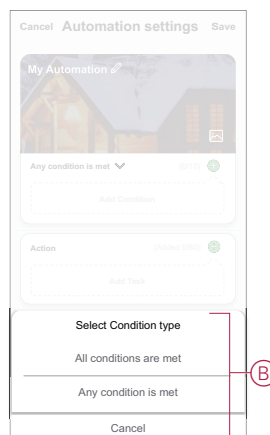 Cancel Automation settings Save
My Automation
Any condition is met
Add Condition
Action
Add Task
Select Condition type
All conditions are met
Any condition is met
B
Cancel